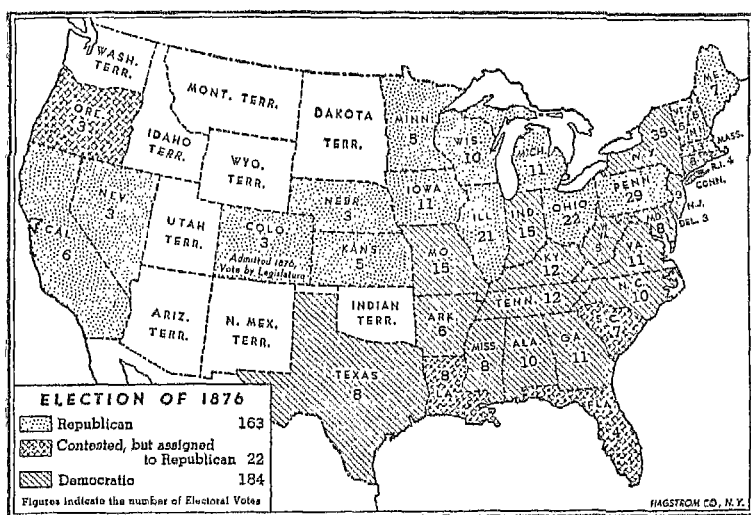 WASH.
TERR.
ORE.
3
MONT. TERR.
IDAHO
TERR.
DAKOTA
TERR.
WYO.
TERR.
NEV.
3
CAL.
6
UTAH
TERR.
COLO.
3
Admitted 1876,
Vote by Legislature
ARIZ.
TERR.
N. MEX.
TERR.
NEBR.
3
KANS.
5
INDIAN
TERR.
TEXAS
8
MINN.
5
IOWA
11
MO.
15
ARK.
6
8
LA.
WIS.
10
ILL.
21
MICH.
11
IND.
15
OHIO
22
KY.
12
TENN. 12
MISS.
8
ALA.
10
GA.
11
FLA.
4
S.C.
7
N.C.
10
VA.
11
MD.
8
PENN.
29
35
N.Y.
ME.
7
MASS.
R.I. 4
CONN.
N.J.
DEL. 3
ELECTION OF 1876
Republican 163
Contested, but assigned
to Republican 22
Democratic 184
Figures indicate the number of Electoral Votes
HAGSTROM CO., N.Y.